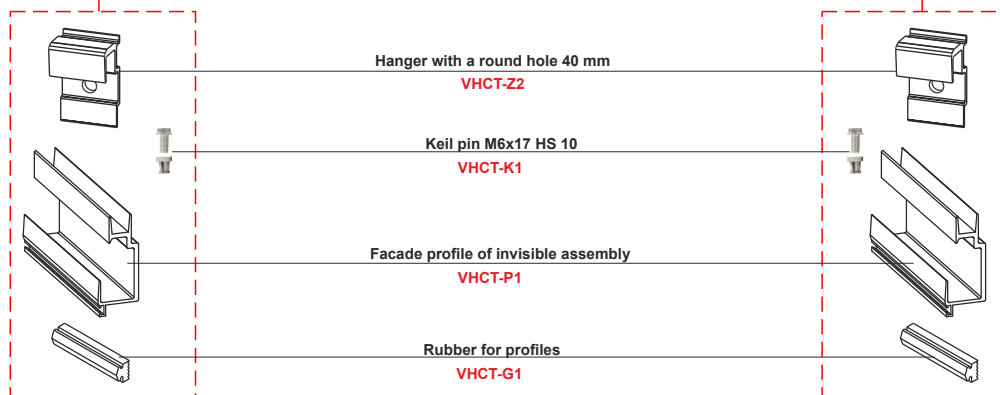 Hanger with a round hole 40 mm
VHCT-Z2
Keil pin M6x17 HS 10
VHCT-K1
Facade profile of invisible assembly
VHCT-P1
Rubber for profiles
VHCT-G1